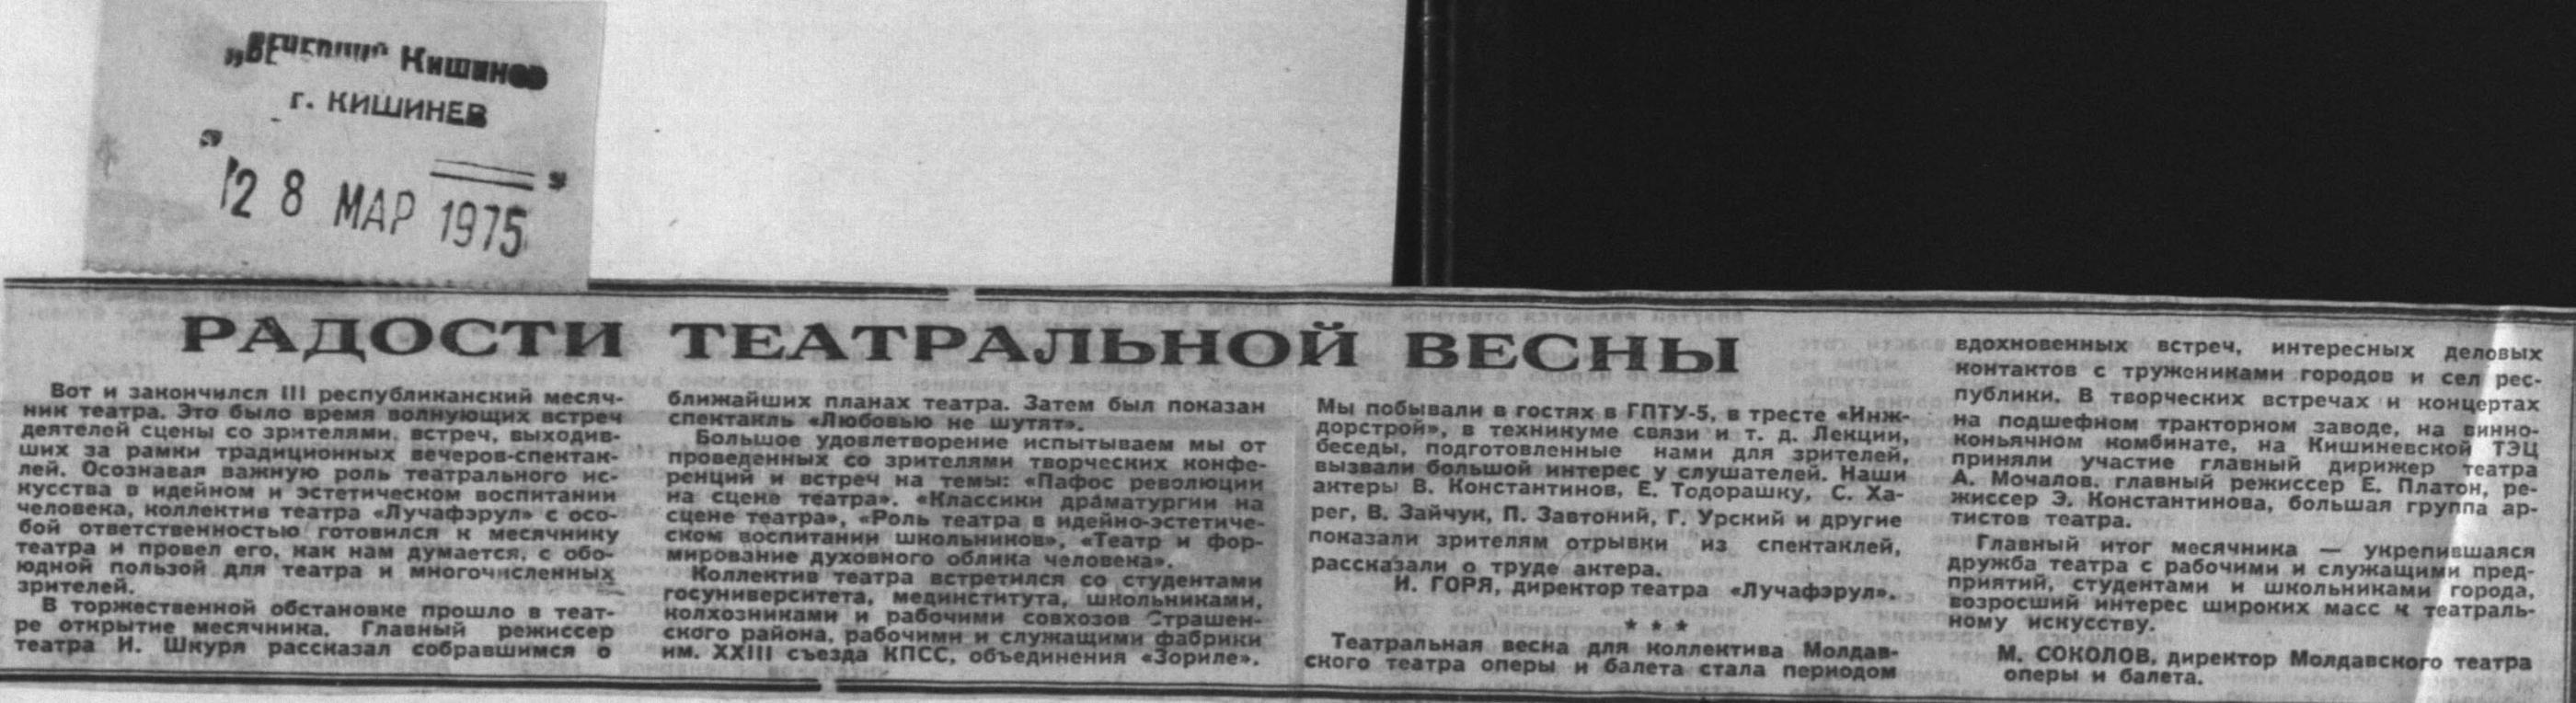 „ВЕЧЕРНИЙ Кишинев
г. КИШИНЕВ
" 2 8 МАР 1975 "
РАДОСТИ ТЕАТРАЛЬНОЙ ВЕСНЫ
Вот и закончился III республиканский месяч-
ник театра. Это было время волнующих встреч
деятелей сцены со зрителями, встреч, выходив-
ших за рамки традиционных вечеров-спектак-
лей. Осознавая важную роль театрального ис-
кусства в идейном и эстетическом воспитании
человека, коллектив театра «Лучафэрул» с осо-
бой ответственностью готовился к месячнику
театра и провел его, как нам думается, с обо-
юдной пользой для театра и многочисленных
зрителей.
В торжественной обстановке прошло в теат-
ре открытие месячника. Главный режиссер
театра И. Шкуря рассказал собравшимся о
ближайших планах театра. Затем был показан
спектакль «Любовью не шутят».
Большое удовлетворение испытываем мы от
проведенных со зрителями творческих конфе-
ренций и встреч на темы: «Пафос революции
на сцене театра». «Классики драматургии на
сцене театра», «Роль театра в идейно-эстетиче-
ском воспитании школьников», «Театр и фор-
мирование духовного облика человека».
Коллектив театра встретился со студентами
госуниверситета, мединститута, школьниками,
колхозниками и рабочими совхозов Страшен-
ского района, рабочими и служащими фабрики
им. XXIII съезда КПСС, объединения «Зориле».
Мы побывали в гостях в ГПТУ-5, в тресте «Инж-
дорстрой», в техникуме связи и т. д. Лекции,
беседы, подготовленные нами для зрителей,
вызвали большой интерес у слушателей. Наши
актеры В. Константинов, Е. Тодорашку, С. Ха-
рег, В. Зайчук, П. Завтоний, Г. Урский и другие
показали зрителям отрывки из спектаклей,
рассказали о труде актера.
И. ГОРЯ, директор театра «Лучафэрул».
* * *
Театральная весна для коллектива Молдав-
ского театра оперы и балета стала периодом
вдохновенных встреч, интересных деловых
контактов с тружениками городов и сел рес-
публики. В творческих встречах и концертах
на подшефном тракторном заводе, на винно-
коньячном комбинате, на Кишиневской ТЭЦ
приняли участие главный дирижер театра
А. Мочалов, главный режиссер Е. Платон, ре-
жиссер Э. Константинова, большая группа ар-
тистов театра.
Главный итог месячника — укрепившаяся
дружба театра с рабочими и служащими пред-
приятий, студентами и школьниками города,
возросший интерес широких масс к театраль-
ному искусству.
М. СОКОЛОВ, директор Молдавского театра
оперы и балета.